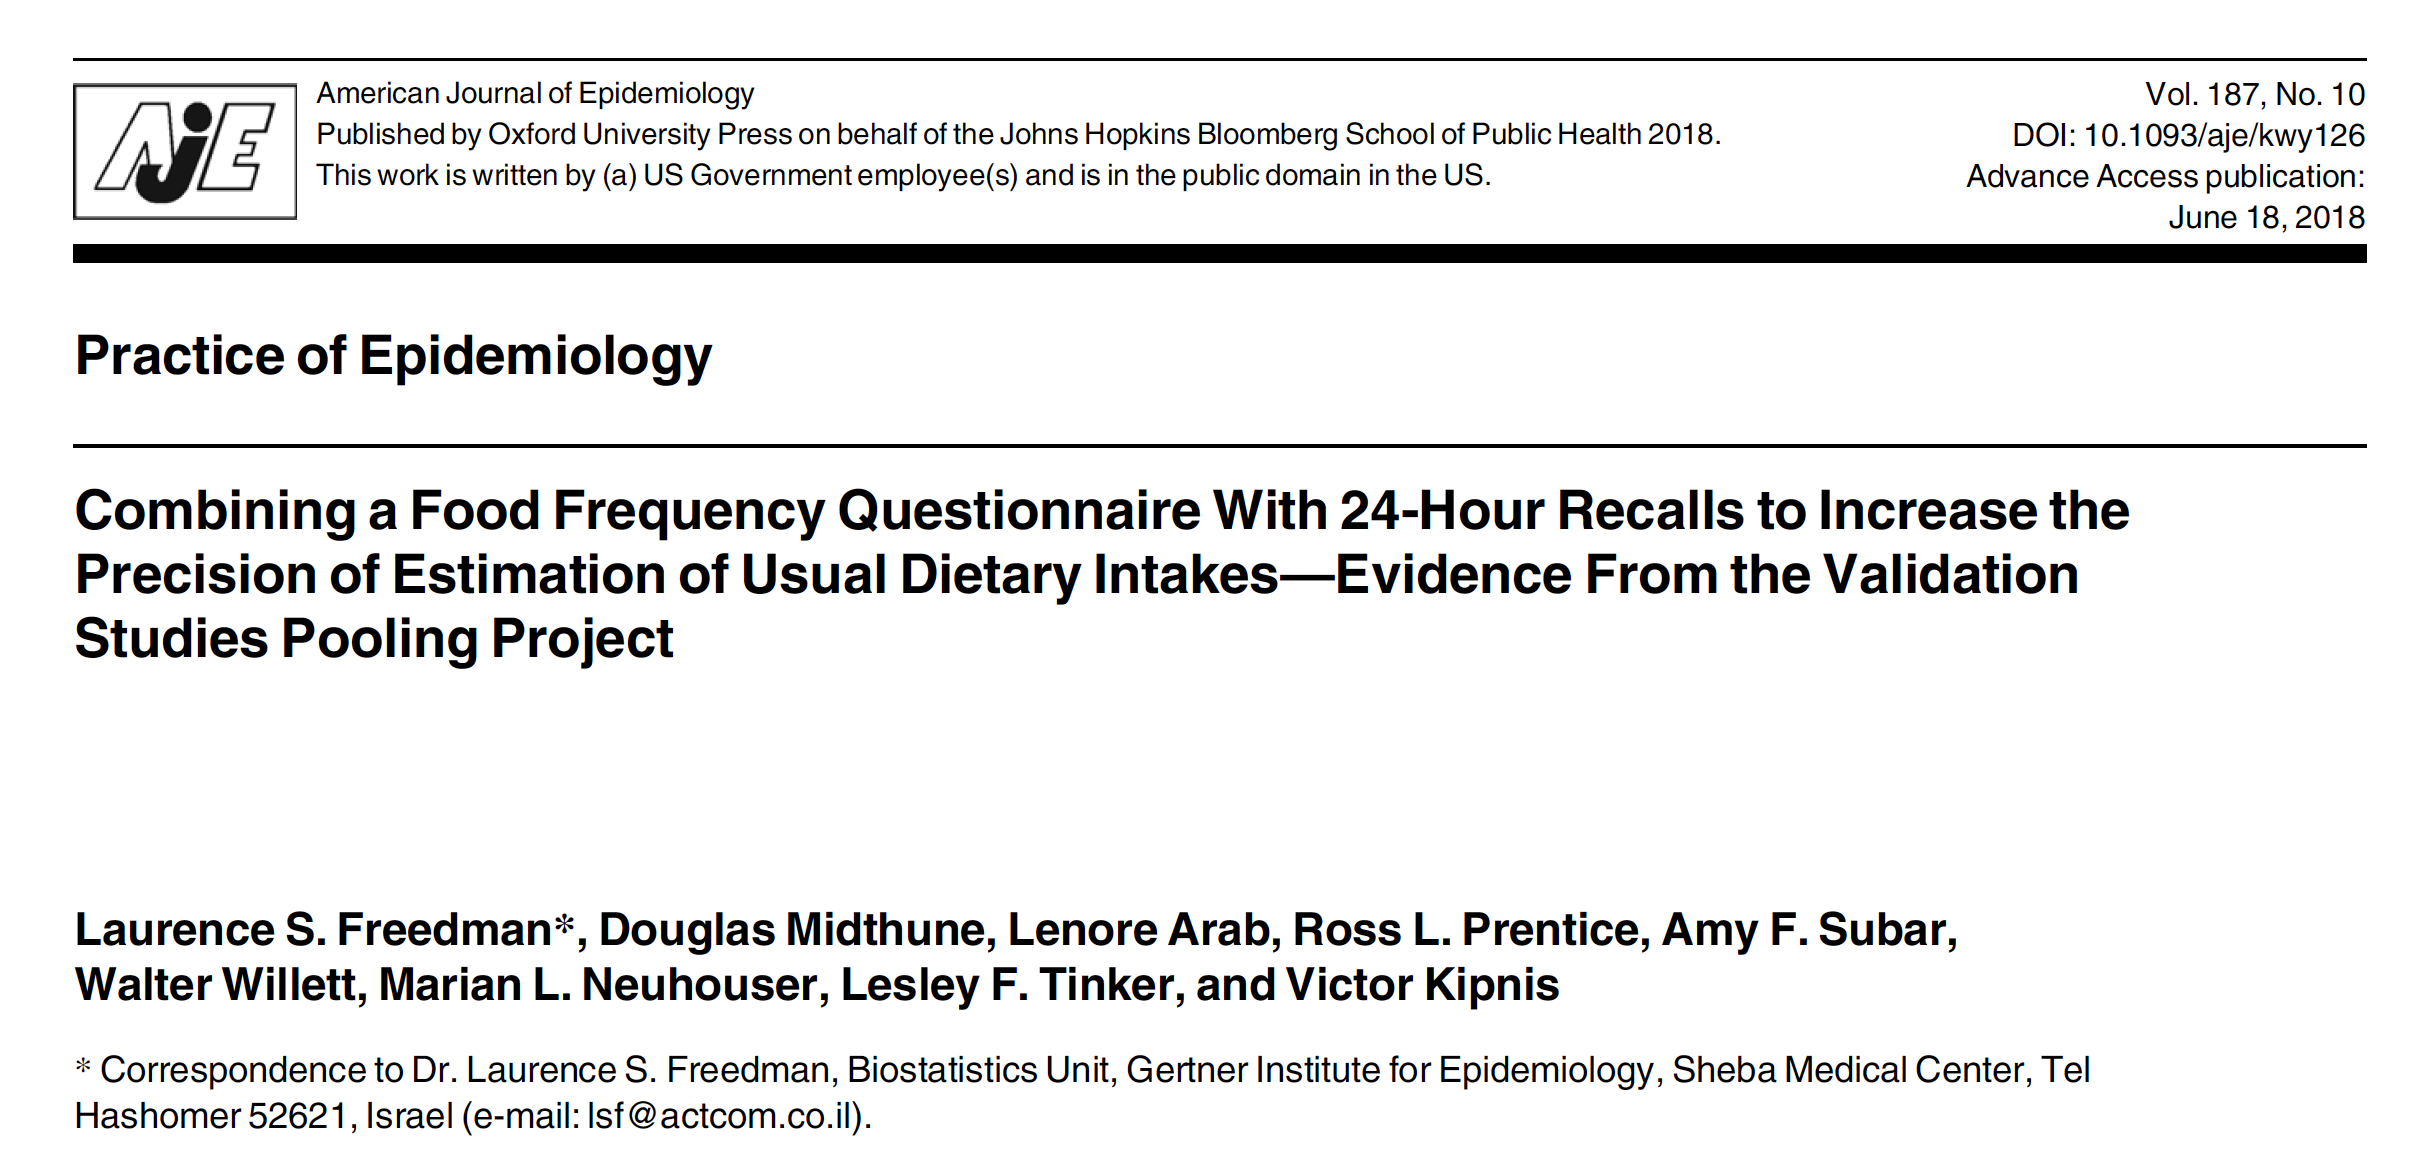 AJE
American Journal of Epidemiology
Published by Oxford University Press on behalf of the Johns Hopkins Bloomberg School of Public Health 2018.
This work is written by (a) US Government employee(s) and is in the public domain in the US.
Vol. 187, No. 10
DOI: 10.1093/aje/kwy126
Advance Access publication:
June 18, 2018
Practice of Epidemiology
Combining a Food Frequency Questionnaire With 24-Hour Recalls to Increase the
Precision of Estimation of Usual Dietary Intakes—Evidence From the Validation
Studies Pooling Project
Laurence S. Freedman*, Douglas Midthune, Lenore Arab, Ross L. Prentice, Amy F. Subar,
Walter Willett, Marian L. Neuhouser, Lesley F. Tinker, and Victor Kipnis
* Correspondence to Dr. Laurence S. Freedman, Biostatistics Unit, Gertner Institute for Epidemiology, Sheba Medical Center, Tel
Hashomer 52621, Israel (e-mail: lsf@actcom.co.il).